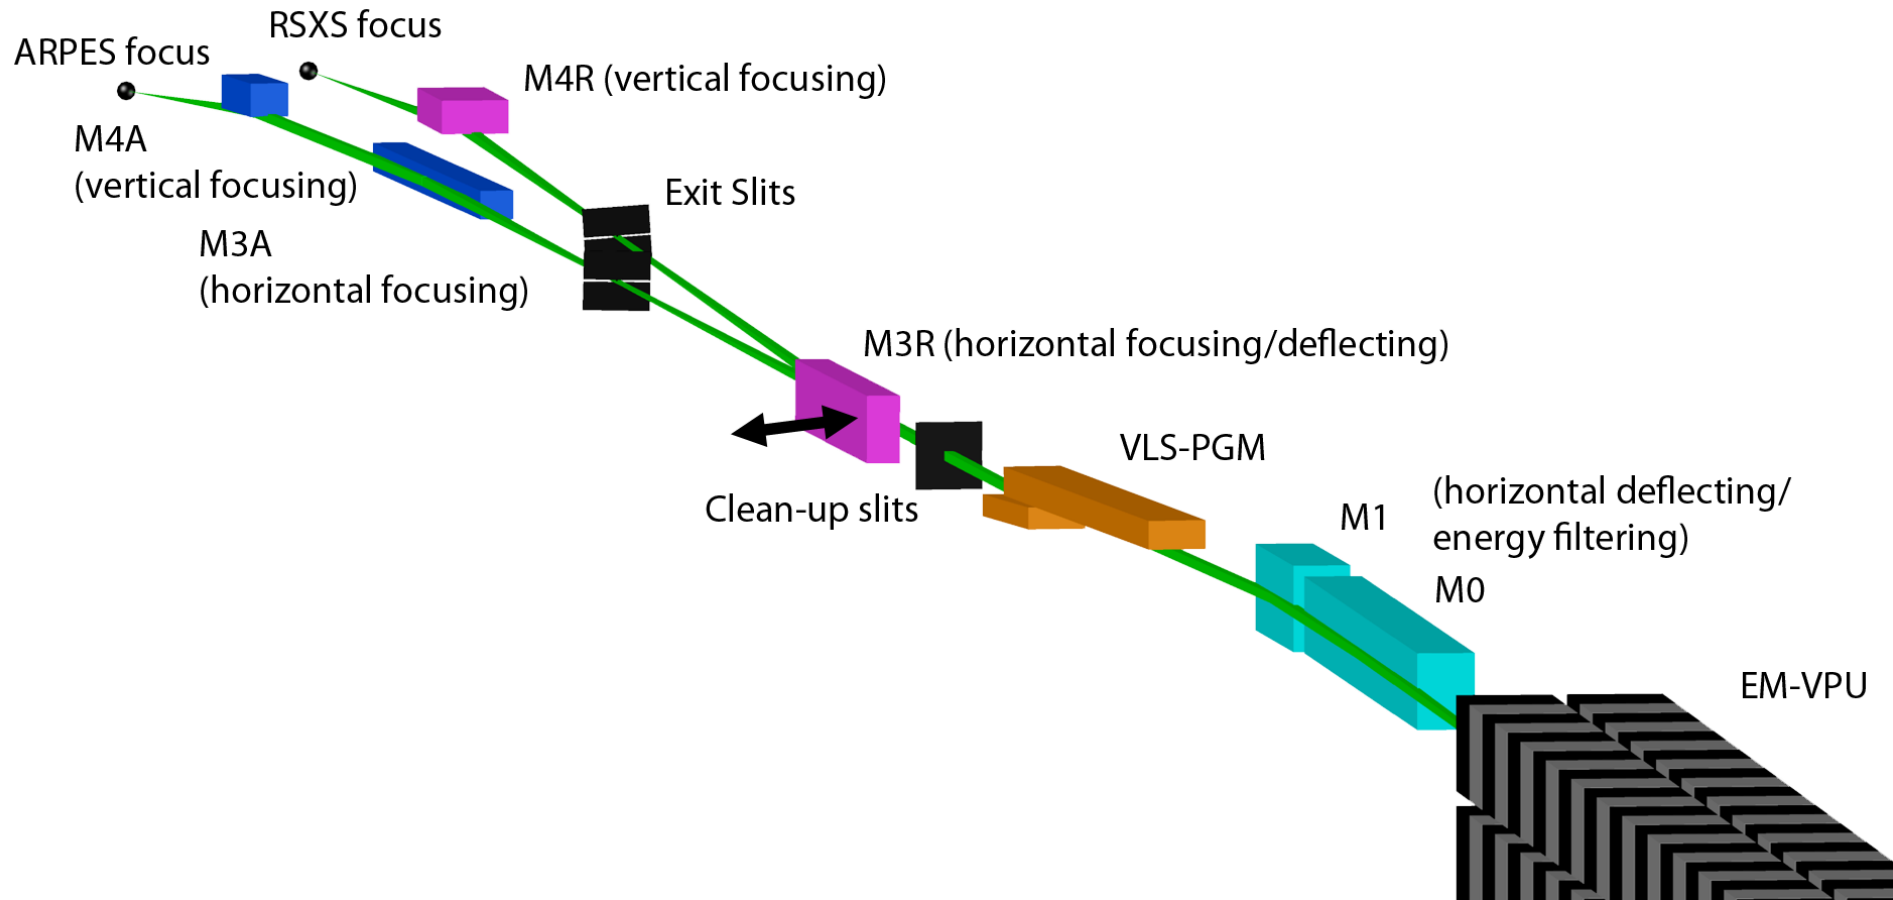 RSXS focus
ARPES focus
M4R (vertical focusing)
M4A
(vertical focusing)
Exit Slits
M3A
(horizontal focusing)
M3R (horizontal focusing/deflecting)
VLS-PGM
Clean-up slits
M1
(horizontal deflecting/
energy filtering)
M0
EM-VPU